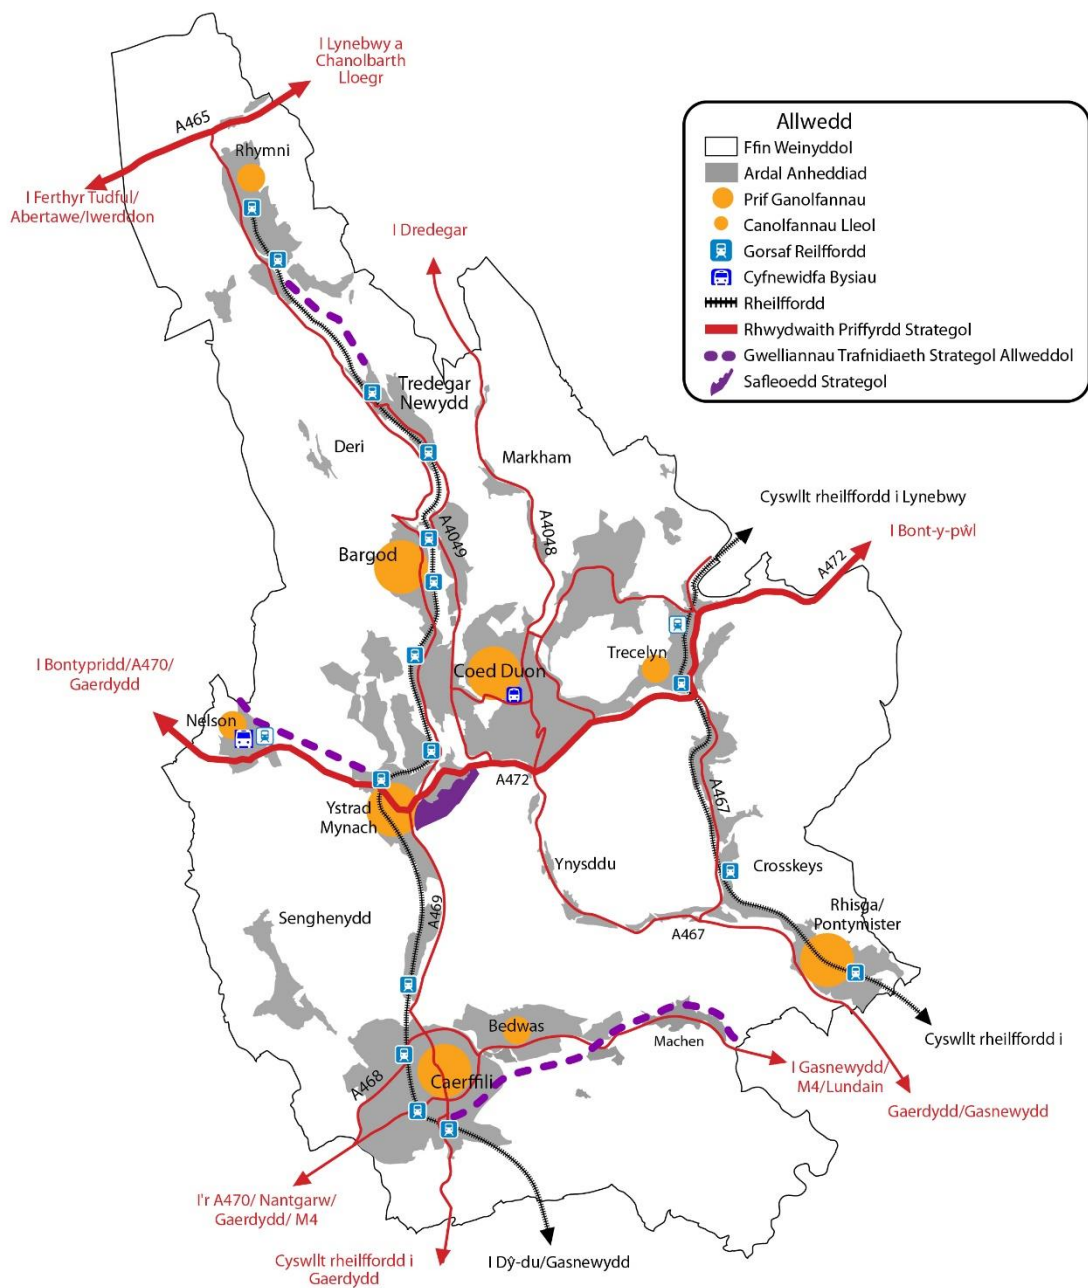 I Lynebwy a
Chanolbarth
Lloegr
A465
Rhymni
I Ferthyr Tudful/
Abertawe/Iwerddon
I Dredegar
Allwedd
Ffin Weinyddol
Ardal Anheddiad
Prif Ganolfannau
Canolfannau Lleol
Gorsaf Reilffordd
Cyfnewidfa Bysiau
Rheilffordd
Rhwydwaith Priffyrdd Strategol
Gwelliannau Trafnidiaeth Strategol Allweddol
Safleoedd Strategol
Tredegar
Newydd
Deri
Markham
Cyswllt rheilffordd i Lynebwy
I Bont-y-pŵl
A472
A4049
A4048
Bargod
I Bontypridd/A470/
Gaerdydd
Coed Duon
Trecelyn
Nelson
A472
Ystrad
Mynach
A467
Ynysddu
Crosskeys
Rhisga/
Pontymister
Senghenydd
A469
A467
Bedwas
Machen
Cyswllt rheilffordd i
I Gasnewydd/
M4/Lundain
Gaerdydd/Gasnewydd
Caerffili
A468
I'r A470/ Nantgarw/
Gaerdydd/ M4
Cyswllt rheilffordd i
Gaerdydd
I Dŷ-du/Gasnewydd